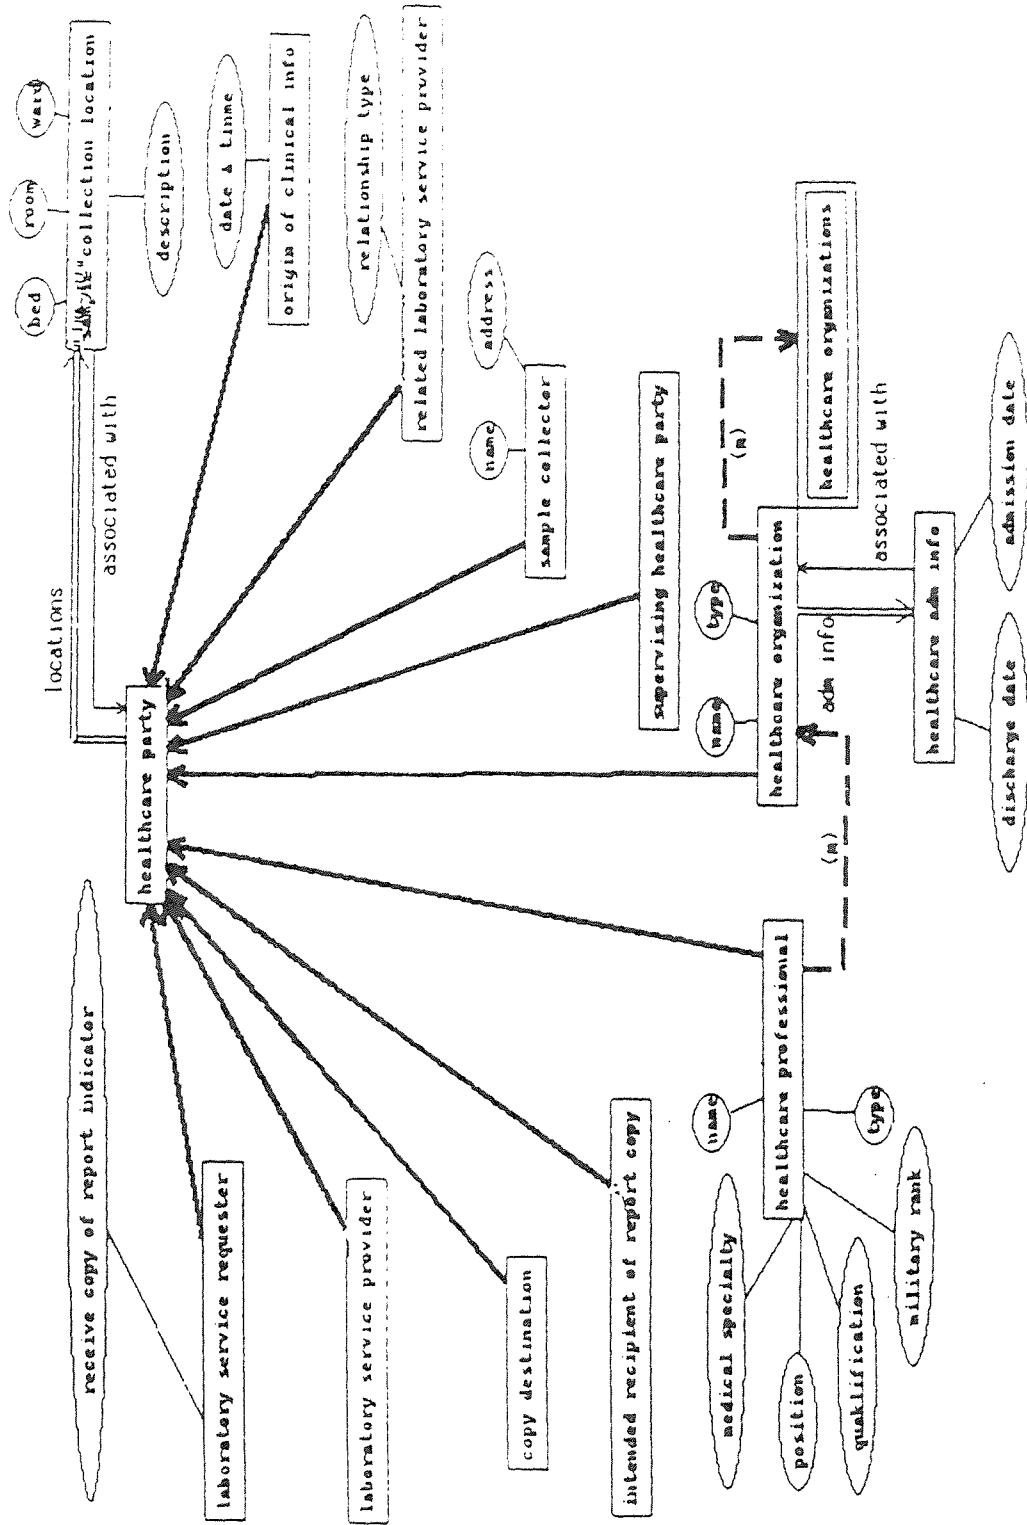 receive copy of report indicator
laboratory service requester
laboratory service provider
copy destination
intended recipient of report copy
healthcare party
locations
associated with
bed
room
ward
collection location
description
date & tinme
origin of clinical info
relationship type
related laboratory service provider
name
address
sample collector
supervising healthcare party
name
type
medical specialty
position
quaklification
military rank
healthcare professional
(m)
name
type
healthcare organization
(m)
healthcare organizations
adm info
associated with
healthcare adm info
discharge date
admission date